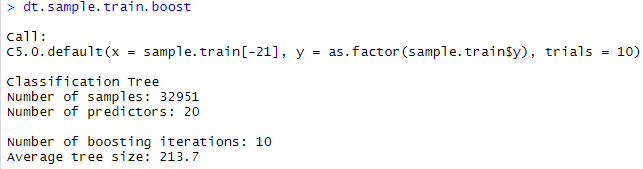 > dt.sample.train.boost
Call:
C5.0.default(x = sample.train[-21], y = as.factor(sample.train$y), trials = 10)
Classification Tree
Number of samples: 32951
Number of predictors: 20
Number of boosting iterations: 10
Average tree size: 213.7